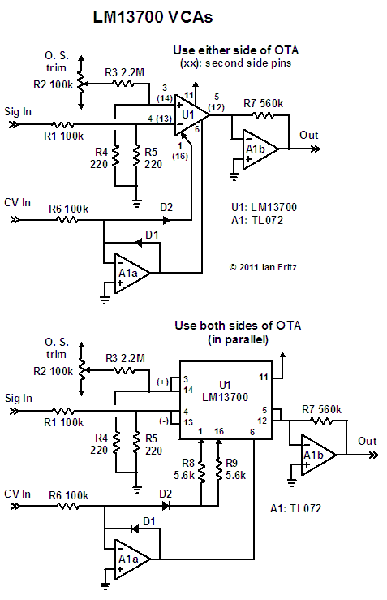 LM13700 VCAs
O. S.
trim
R2 100k
R3 2.2M
Use either side of OTA
(xx): second side pins
3
(14)
11
5
(12)
R7 560k
Sig In
R1 100k
4 (13)
U1
6
1
(16)
A1b
Out
R4
220
R5
220
CV In
R6 100k
D2
D1
A1a
U1: LM13700
A1: TL072
© 2011 Ian Fritz
Use both sides of OTA
(in parallel)
O. S.
trim
R2 100k
R3 2.2M
(+)
3
14
U1
LM13700
11
Sig In
R1 100k
4
13
(-)
5
12
R7 560k
1
16
6
A1b
Out
R4
220
R5
220
R8
5.6k
R9
5.6k
CV In
R6 100k
D2
D1
A1a
A1: TL072